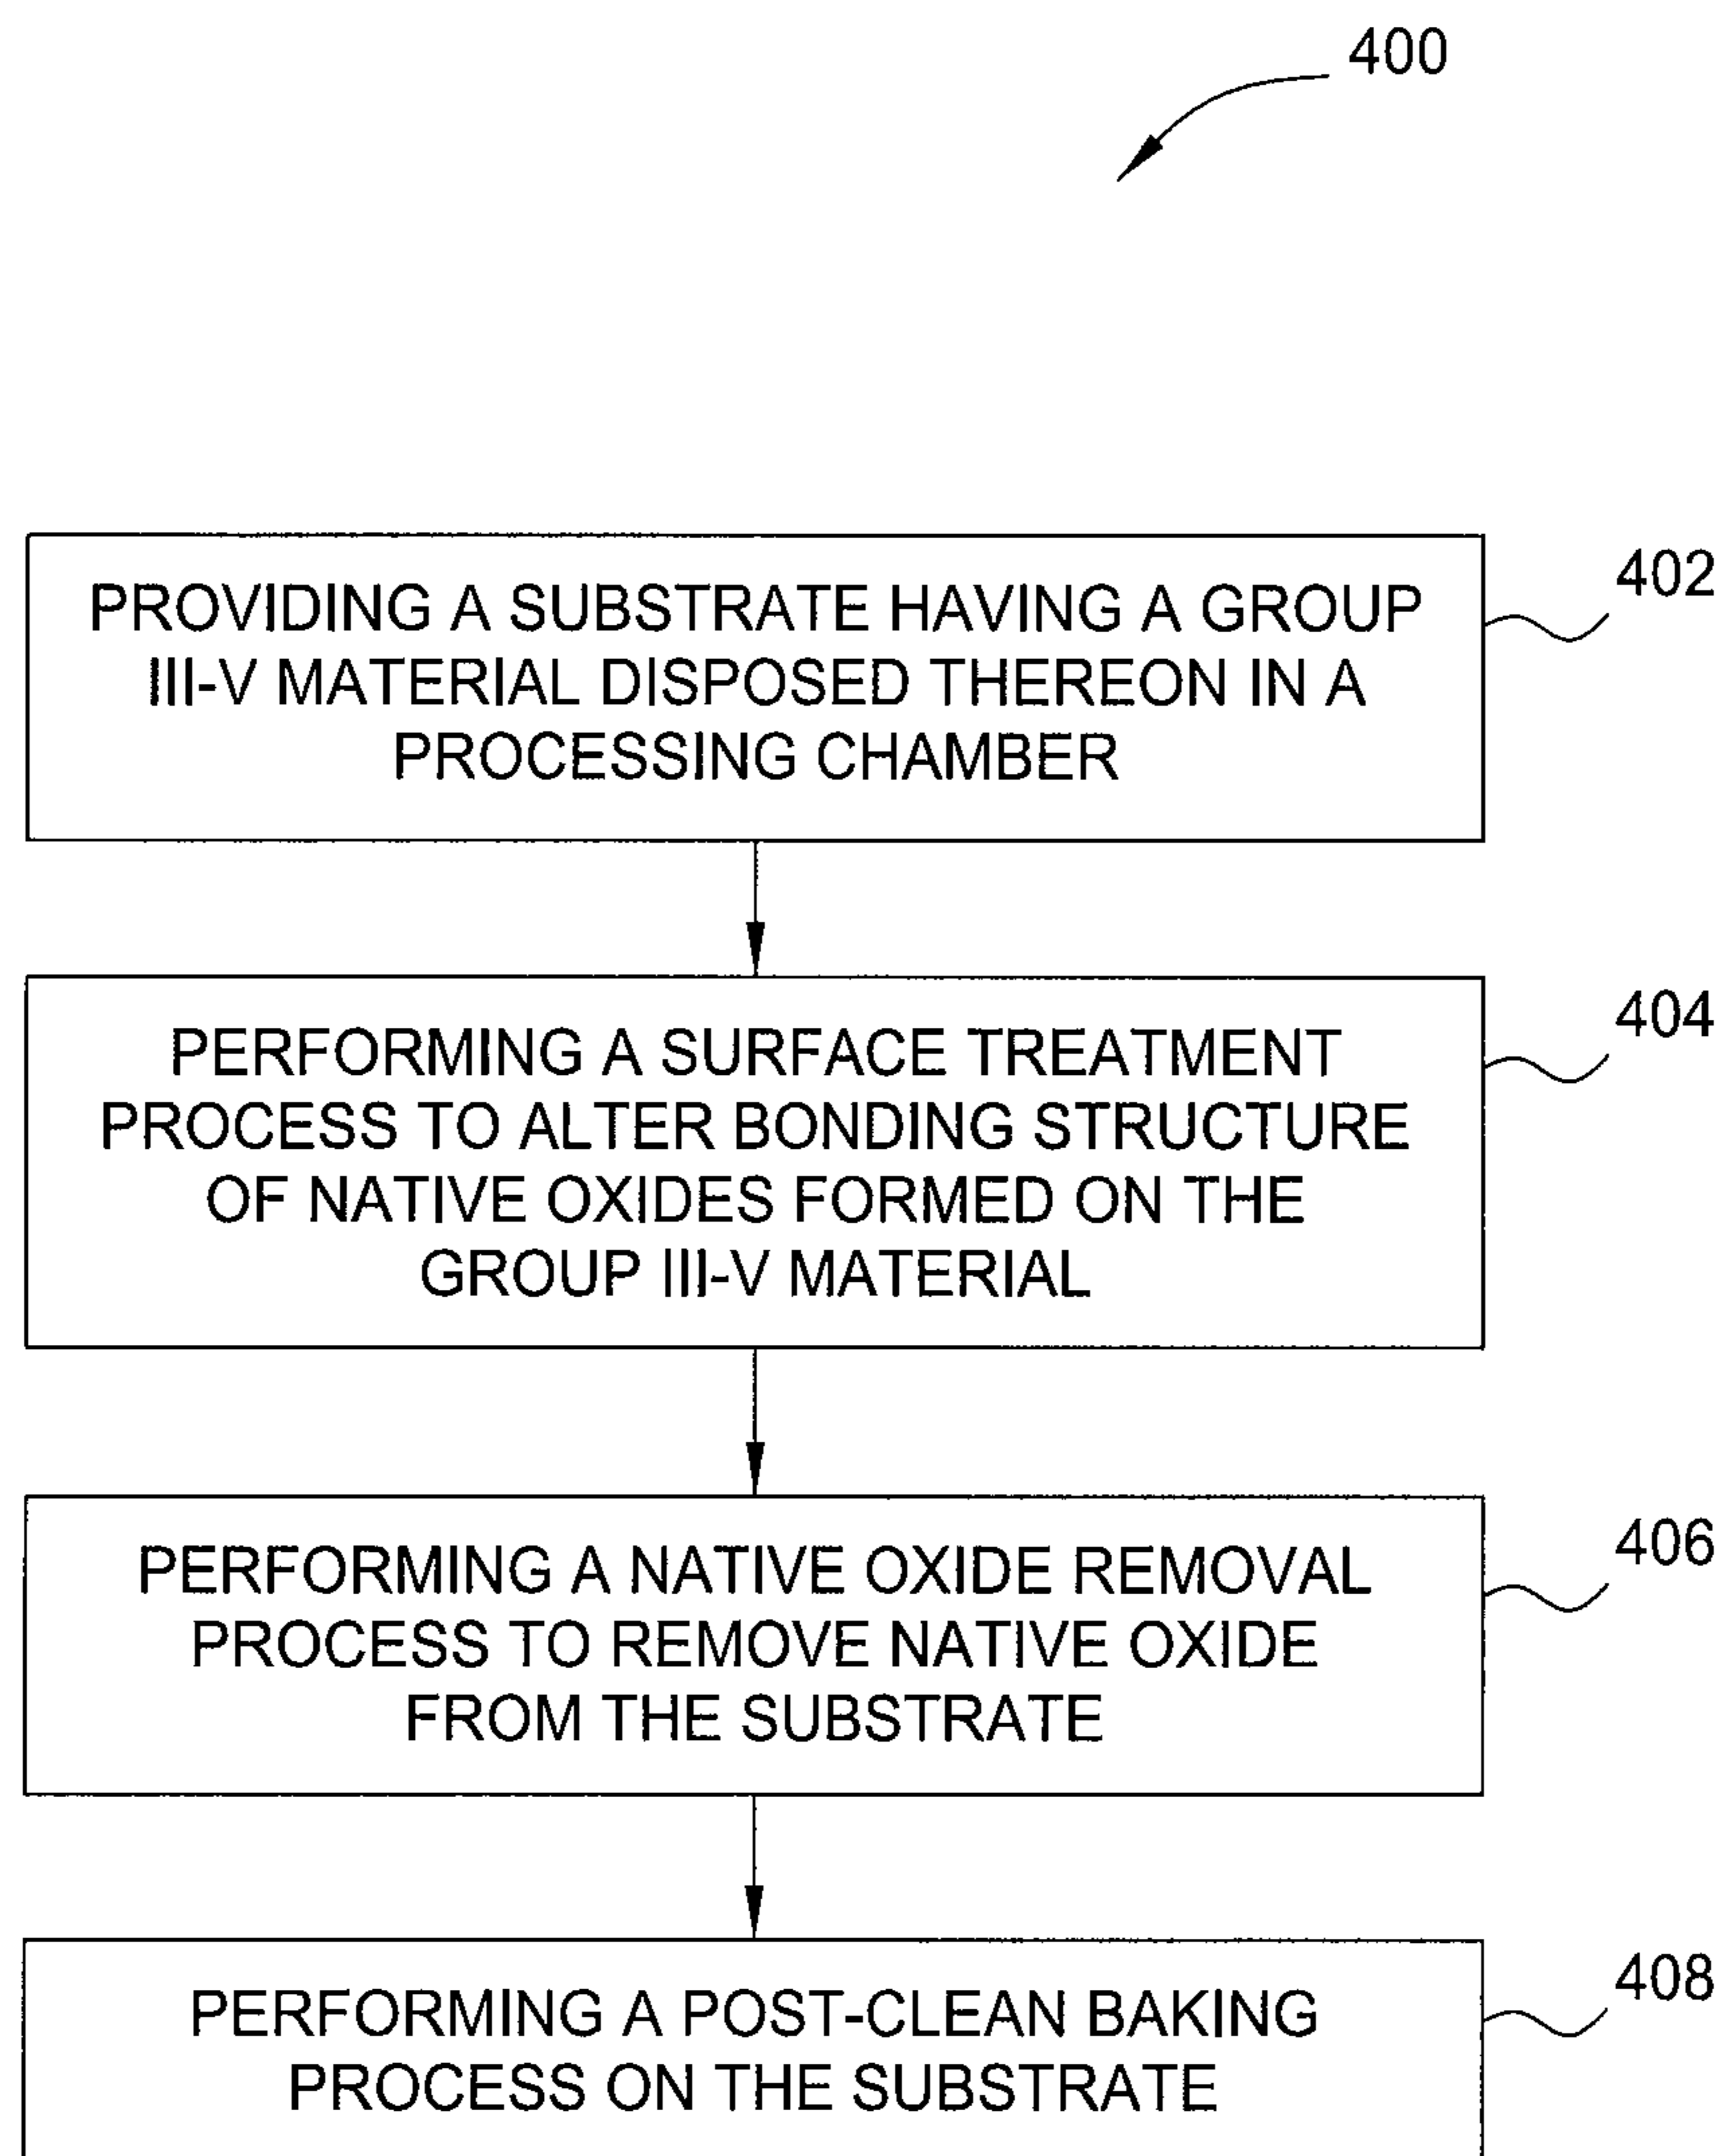 400
PROVIDING A SUBSTRATE HAVING A GROUP
III-V MATERIAL DISPOSED THEREON IN A
PROCESSING CHAMBER
402
PERFORMING A SURFACE TREATMENT
PROCESS TO ALTER BONDING STRUCTURE
OF NATIVE OXIDES FORMED ON THE
GROUP III-V MATERIAL
404
PERFORMING A NATIVE OXIDE REMOVAL
PROCESS TO REMOVE NATIVE OXIDE
FROM THE SUBSTRATE
406
PERFORMING A POST-CLEAN BAKING
PROCESS ON THE SUBSTRATE
408